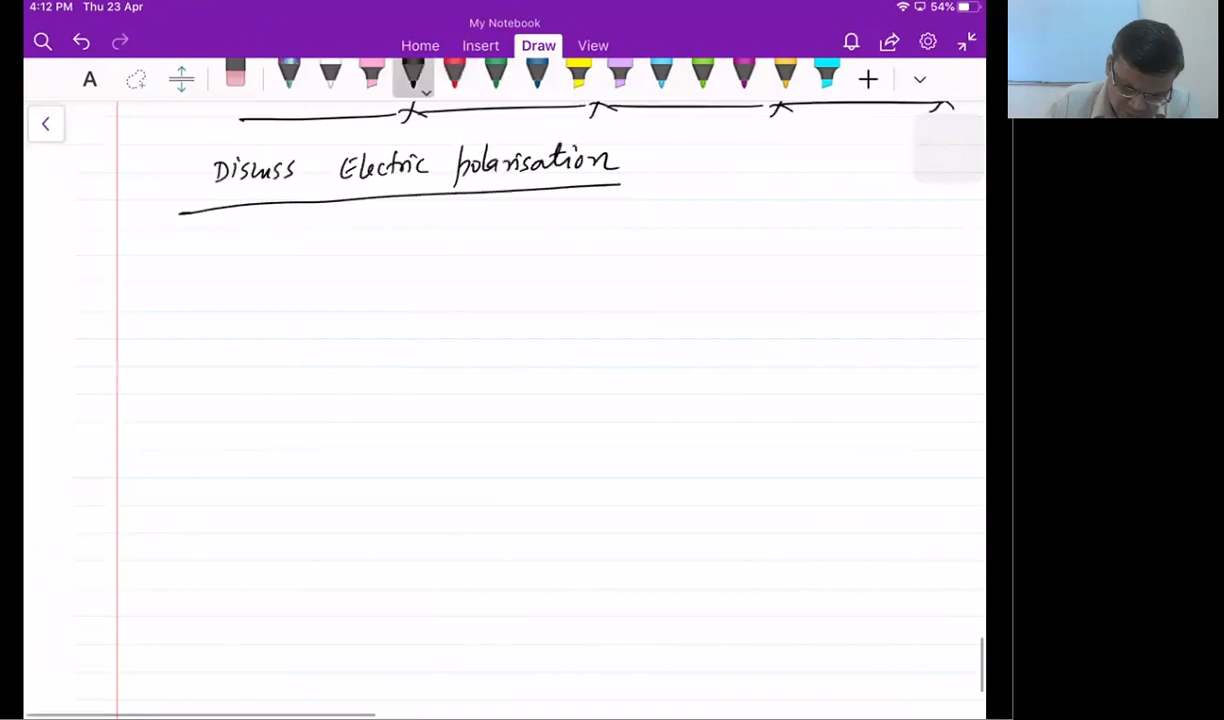 4:12 PM Thu 23 Apr
54%
My Notebook
Home Insert Draw View
A
Discuss Electric polarisation